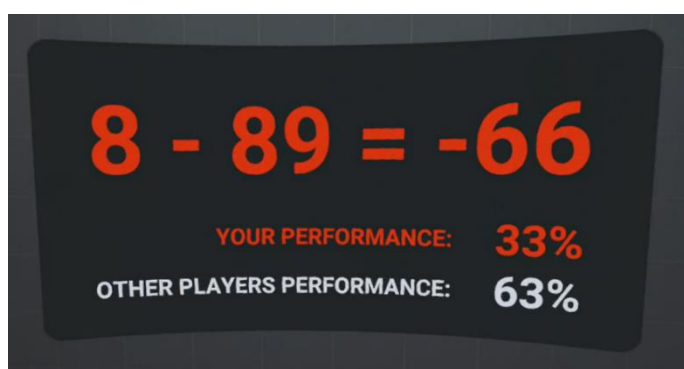 8 - 89 = -66
YOUR PERFORMANCE: 33%
OTHER PLAYERS PERFORMANCE: 63%